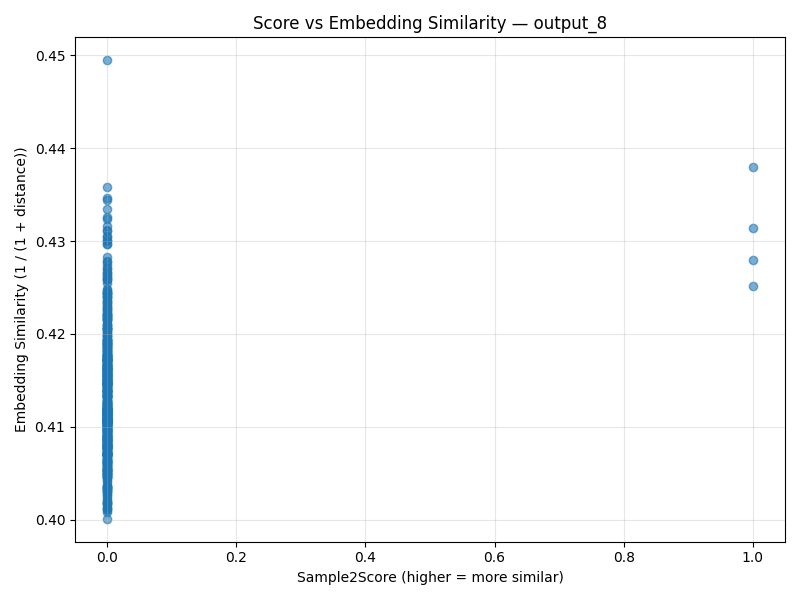 Score vs Embedding Similarity — output_8
Embedding Similarity (1 / (1 + distance))
0.45
0.44
0.43
0.42
0.41
0.40
0.0 0.2 0.4 0.6 0.8 1.0
Sample2Score (higher = more similar)